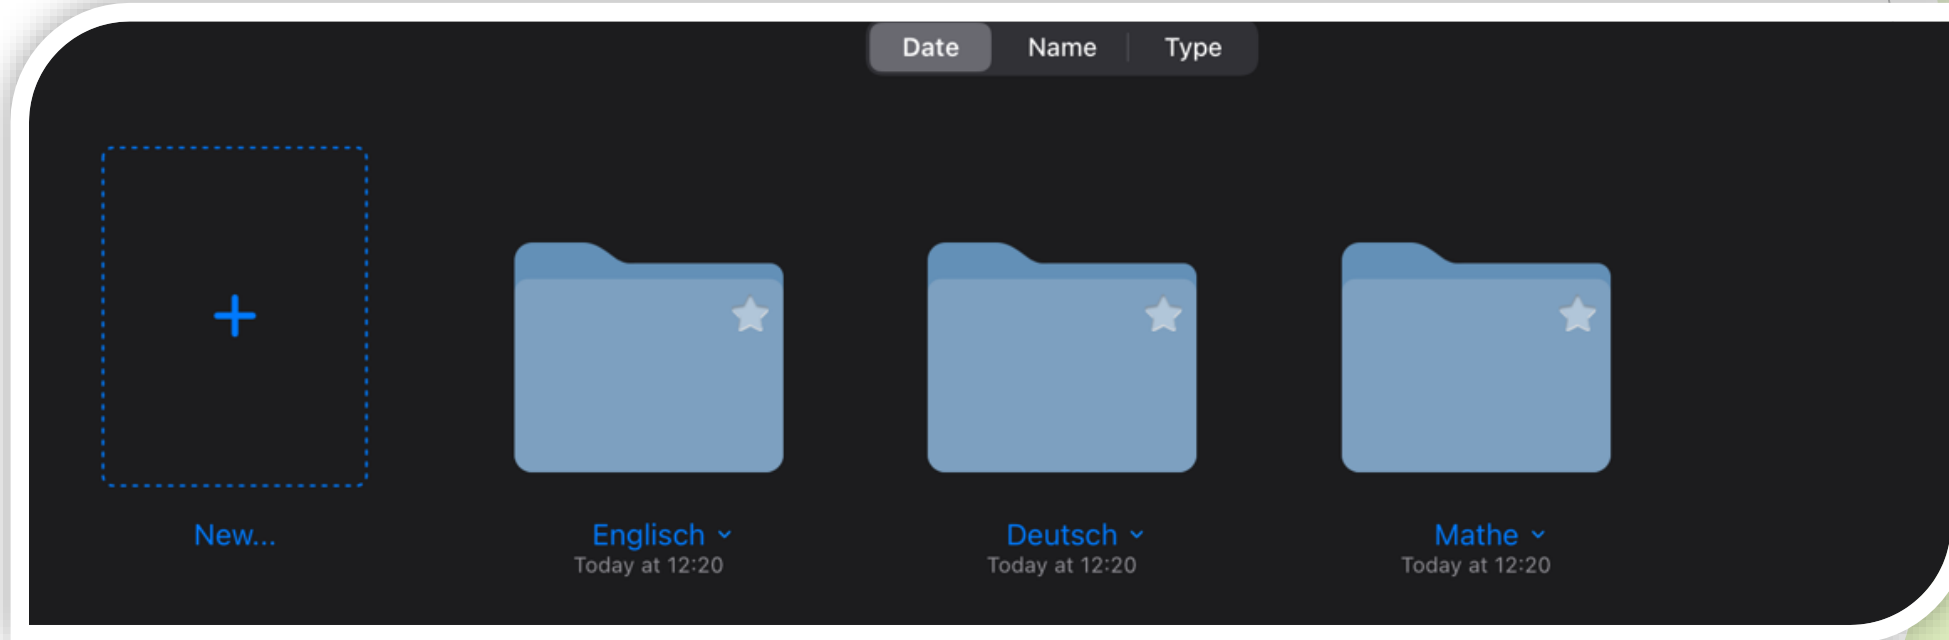 Date Name Type
New...
Englisch
Today at 12:20
Deutsch
Today at 12:20
Mathe
Today at 12:20